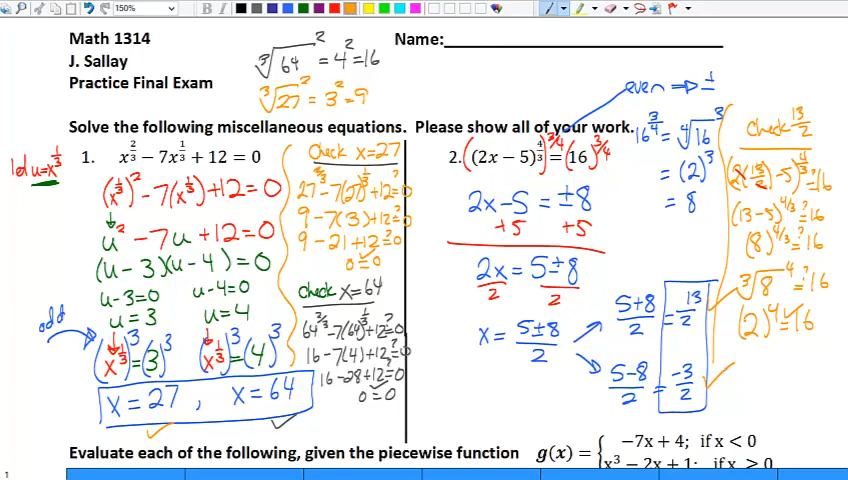 150%
B I U
Math 1314
J. Sallay
Practice Final Exam
Name:
∛64² = 4² = 16
∛27² = 3² = 9
even ⇒ ±
Solve the following miscellaneous equations. Please show all of your work.
let u = x^(1/3)
1. x^(2/3) − 7x^(1/3) + 12 = 0
(x^(1/3))² − 7(x^(1/3)) + 12 = 0
u² − 7u + 12 = 0
(u − 3)(u − 4) = 0
u − 3 = 0 u − 4 = 0
u = 3 u = 4
odd
(x^(1/3))³ = (3)³ (x^(1/3))³ = (4)³
x = 27 , x = 64
Check x = 27
27^(2/3) − 7(27)^(1/3) + 12 ?= 0
9 − 7(3) + 12 ?= 0
9 − 21 + 12 ?= 0
0 = 0
Check x = 64
64^(2/3) − 7(64)^(1/3) + 12 ?= 0
16 − 7(4) + 12 ?= 0
16 − 28 + 12 ?= 0
0 = 0
2. ((2x − 5)^(4/3))^(3/4) = (16)^(3/4)
2x − 5 = ±8
+5 +5
2x = 5 ± 8
2 2
x = (5 ± 8)/2
(5 + 8)/2 = 13/2
(5 − 8)/2 = −3/2
16^(3/4) = ∜16³
= (2)³
= 8
Check 13/2
(2(13/2) − 5)^(4/3) ?= 16
(13 − 5)^(4/3) ?= 16
(8)^(4/3) ?= 16
∛8⁴ ?= 16
(2)⁴ = 16
Evaluate each of the following, given the piecewise function g(x) = { −7x + 4; if x < 0
x³ − 2x + 1; if x ≥ 0
1